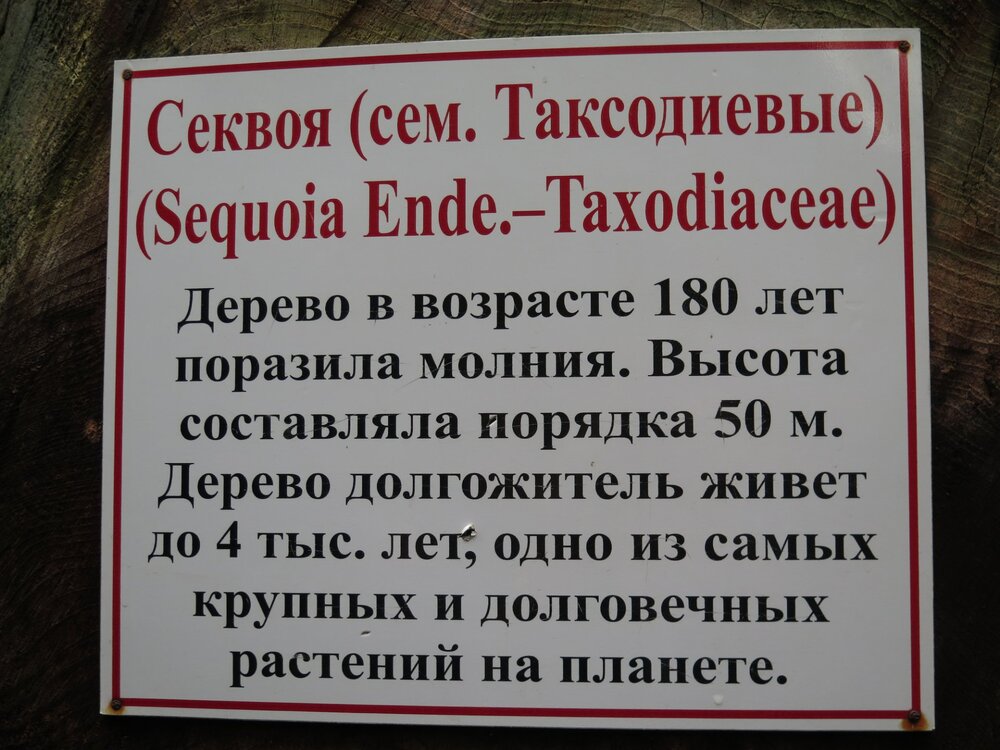 Секвоя (сем. Таксодиевые)
(Sequoia Ende.–Taxodiaceae)
Дерево в возрасте 180 лет
поразила молния. Высота
составляла порядка 50 м.
Дерево долгожитель живет
до 4 тыс. лет, одно из самых
крупных и долговечных
растений на планете.